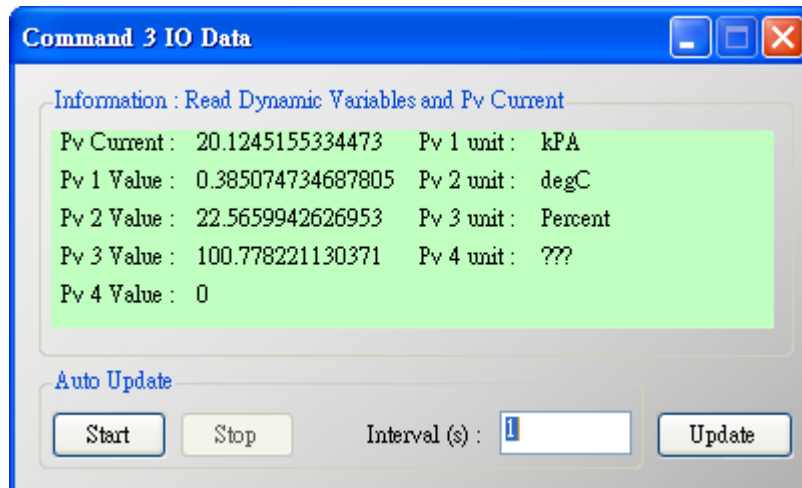 Command 3 IO Data
Information : Read Dynamic Variables and Pv Current
Pv Current : 20.1245155334473 Pv 1 unit : kPA
Pv 1 Value : 0.385074734687805 Pv 2 unit : degC
Pv 2 Value : 22.5659942626953 Pv 3 unit : Percent
Pv 3 Value : 100.778221130371 Pv 4 unit : ???
Pv 4 Value : 0
Auto Update
Start Stop Interval (s) : 1 Update